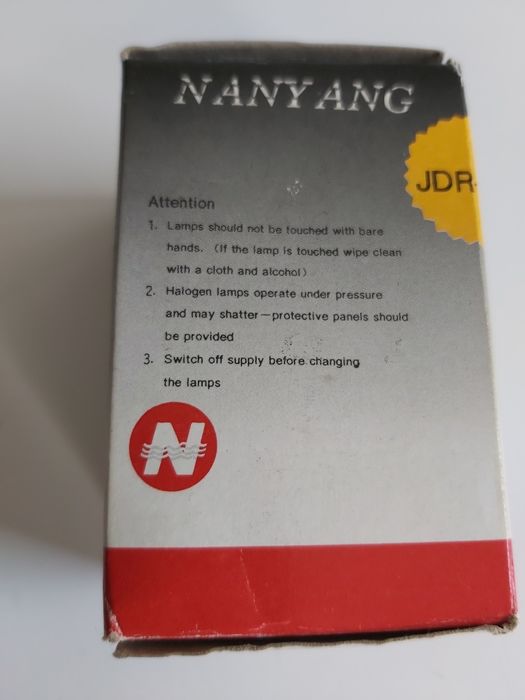 NANYANG
JDR-
Attention
1. Lamps should not be touched with bare
hands. (If the lamp is touched wipe clean
with a cloth and alcohol)
2. Halogen lamps operate under pressure
and may shatter—protective panels should
be provided
3. Switch off supply before changing
the lamps
N